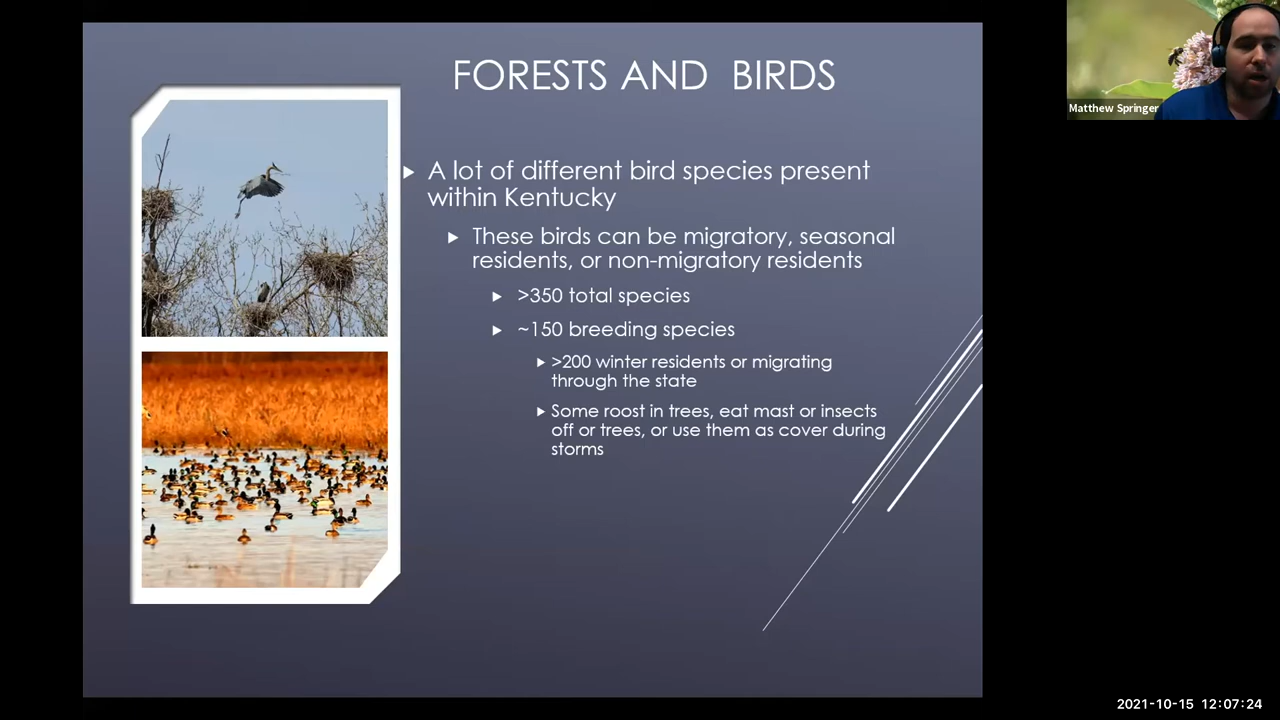 FORESTS AND BIRDS
A lot of different bird species present
within Kentucky
These birds can be migratory, seasonal
residents, or non-migratory residents
>350 total species
~150 breeding species
>200 winter residents or migrating
through the state
Some roost in trees, eat mast or insects
off or trees, or use them as cover during
storms
Matthew Springer
2021-10-15 12:07:24